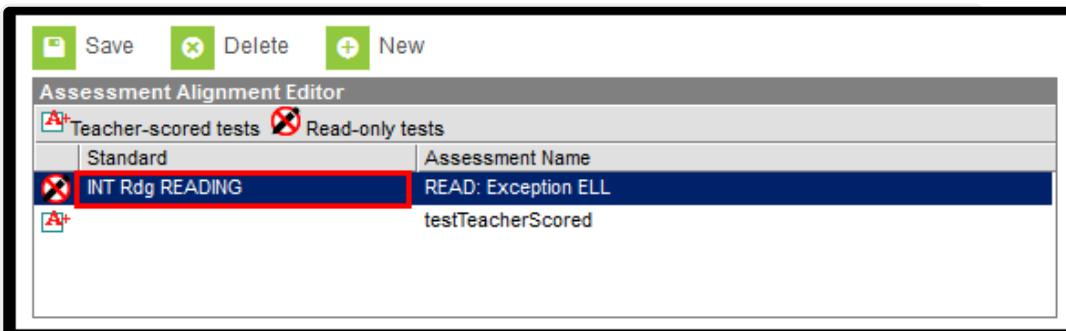 Save Delete New
Assessment Alignment Editor
A+ Teacher-scored tests Read-only tests
Standard Assessment Name
INT Rdg READING READ: Exception ELL
A+ testTeacherScored